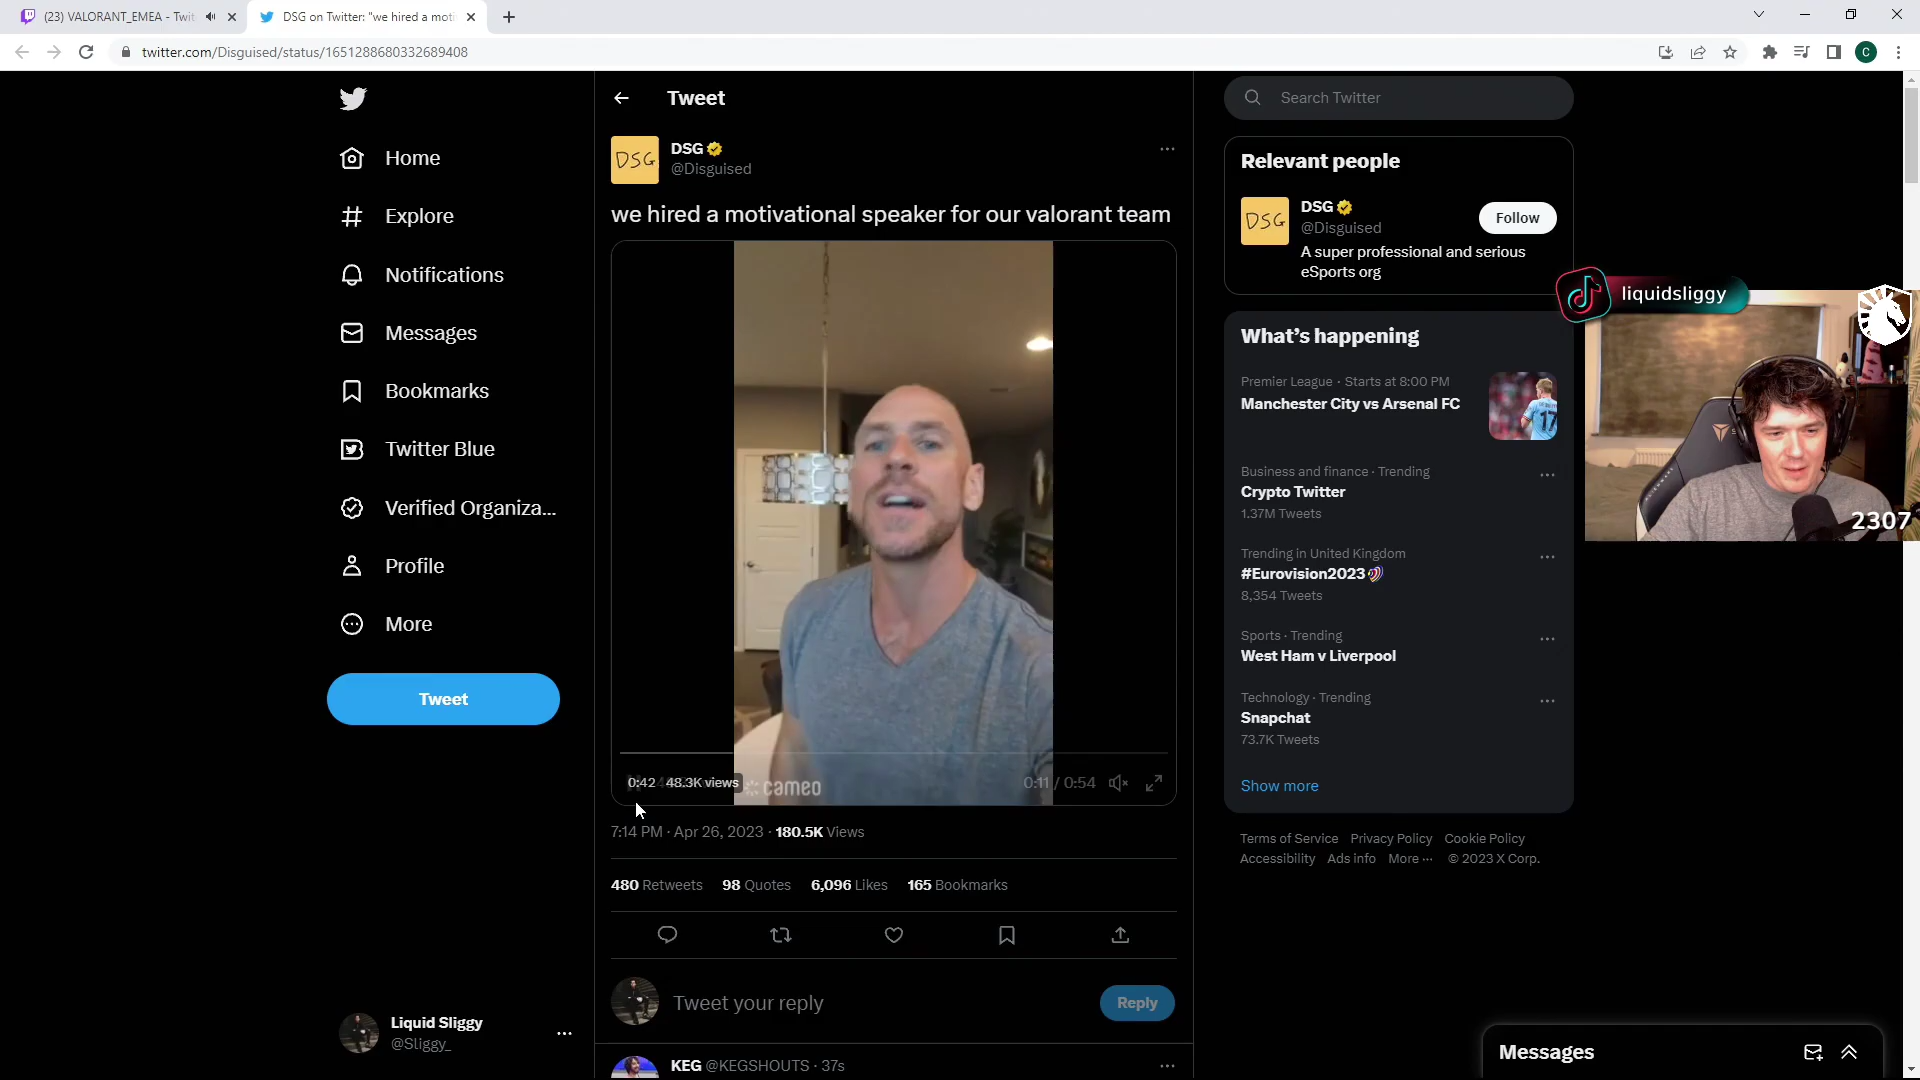 (23) VALORANT_EMEA - Twit
DSG on Twitter: "we hired a moti
twitter.com/Disguised/status/1651288680332689408
C
Home
Explore
Notifications
Messages
Bookmarks
Twitter Blue
Verified Organiza...
Profile
More
Tweet
Liquid Sliggy
@Sliggy_
Tweet
DSG
DSG
@Disguised
we hired a motivational speaker for our valorant team
0:42 48.3K views
cameo
0:11 / 0:54
7:14 PM · Apr 26, 2023 · 180.5K Views
480 Retweets 98 Quotes 6,096 Likes 165 Bookmarks
Tweet your reply
Reply
KEG @KEGSHOUTS · 37s
Search Twitter
Relevant people
DSG
DSG
@Disguised
Follow
A super professional and serious
eSports org
What's happening
Premier League · Starts at 8:00 PM
Manchester City vs Arsenal FC
17
Business and finance · Trending
Crypto Twitter
1.37M Tweets
Trending in United Kingdom
#Eurovision2023
8,354 Tweets
Sports · Trending
West Ham v Liverpool
Technology · Trending
Snapchat
73.7K Tweets
Show more
Terms of Service Privacy Policy Cookie Policy
Accessibility Ads info More ··· © 2023 X Corp.
liquidsliggy
2307
Messages